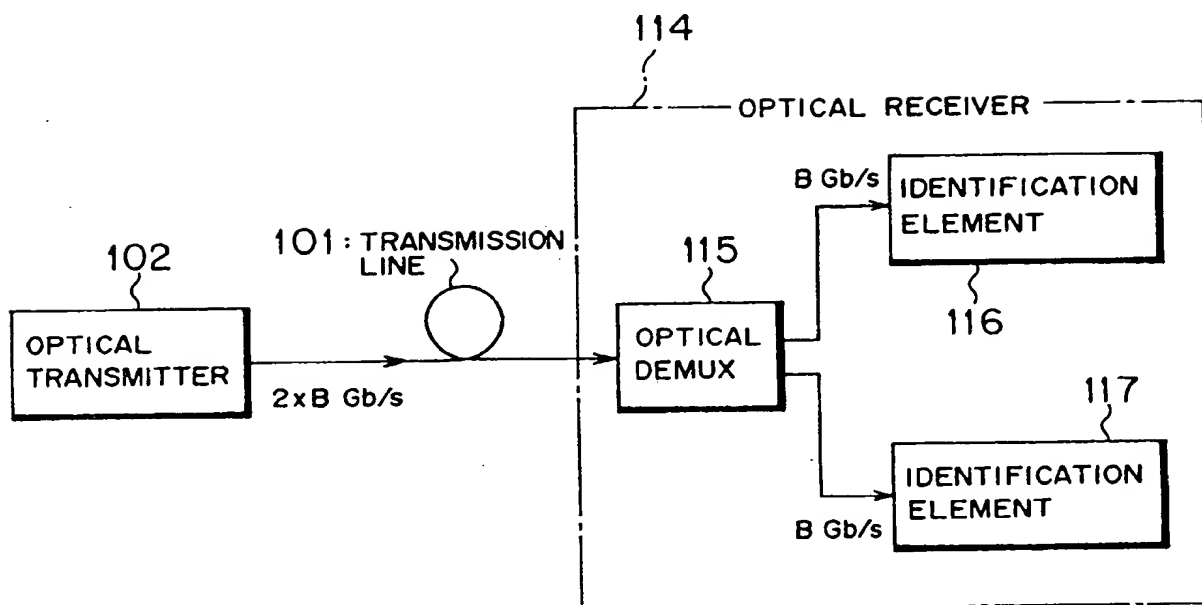 114
OPTICAL RECEIVER
B Gb/s
IDENTIFICATION
ELEMENT
116
101: TRANSMISSION
LINE
102
OPTICAL
TRANSMITTER
2xB Gb/s
115
OPTICAL
DEMUX
117
IDENTIFICATION
ELEMENT
B Gb/s